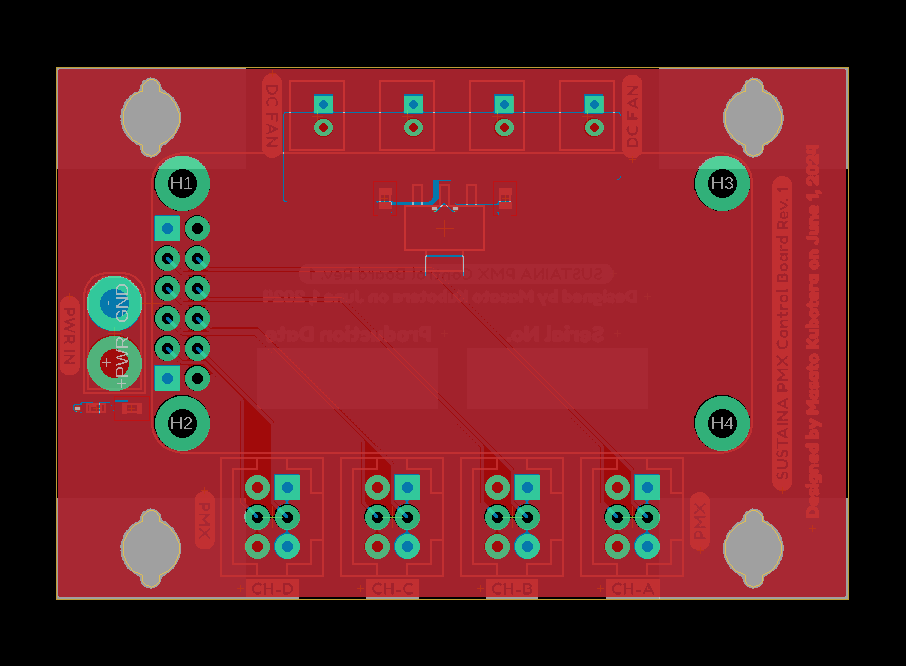 DC FAN
DC FAN
H1
H3
SUSTAINA PMX Control Board Rev. 1
Designed by Masato Kubotera on June 1, 2024
Serial No. - Production Date
GND
PWR
+
PWR IN
SUSTAINA PMX Control Board Rev. 1
Designed by Masato Kubotera on June 1, 2024
H2
H4
PMX
PMX
CH-D
CH-C
CH-B
CH-A